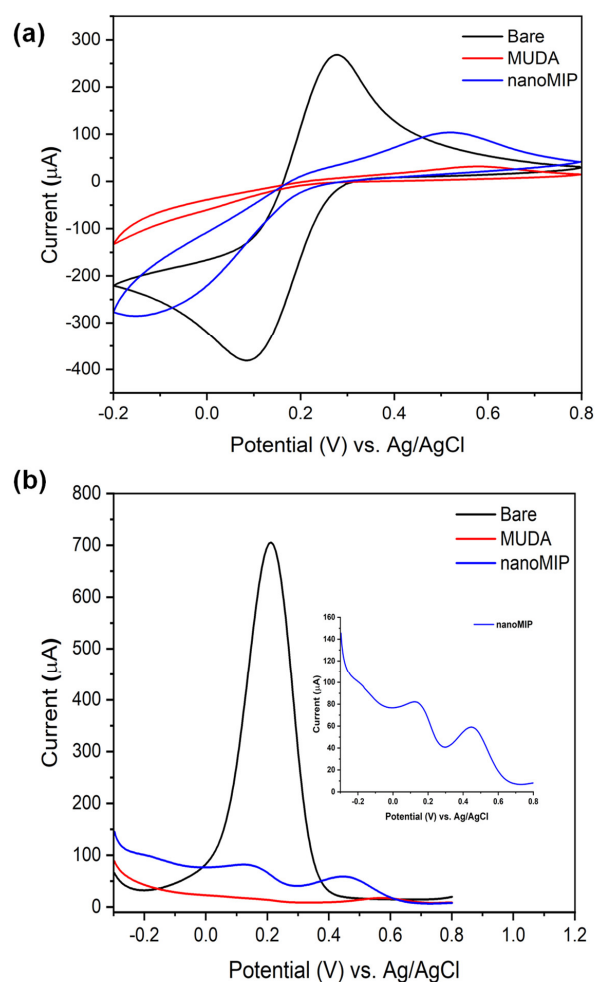 (a)
300
200
100
0
-100
-200
-300
-400
Current (µA)
Bare
MUDA
nanoMIP
-0.2 0.0 0.2 0.4 0.6 0.8
Potential (V) vs. Ag/AgCl
(b)
800
700
600
500
400
300
200
100
0
Current (µA)
Bare
MUDA
nanoMIP
160
140
120
100
80
60
40
20
0
Current (µA)
nanoMIP
0.0 0.2 0.4 0.6 0.8
Potential (V) vs. Ag/AgCl
-0.2 0.0 0.2 0.4 0.6 0.8 1.0 1.2
Potential (V) vs. Ag/AgCl